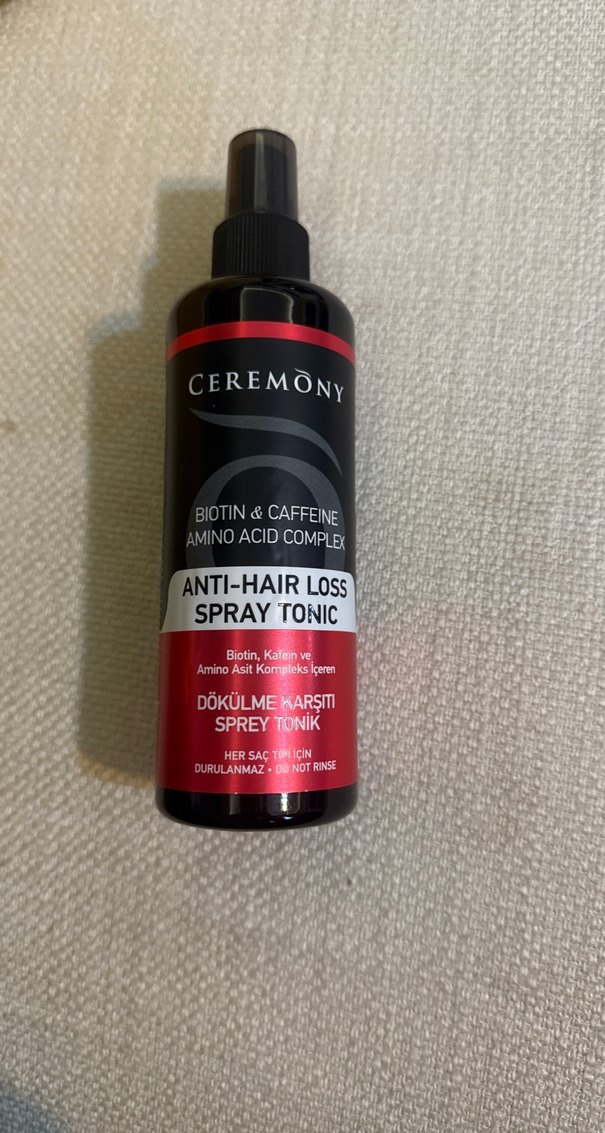 CEREMŌNY
BIOTIN & CAFFEINE
AMINO ACID COMPLEX
ANTI-HAIR LOSS
SPRAY TONIC
Biotin, Kafein ve
Amino Asit Kompleks İçeren
DÖKÜLME KARŞITI
SPREY TONİK
HER SAÇ TİPİ İÇİN
DURULANMAZ • DO NOT RINSE